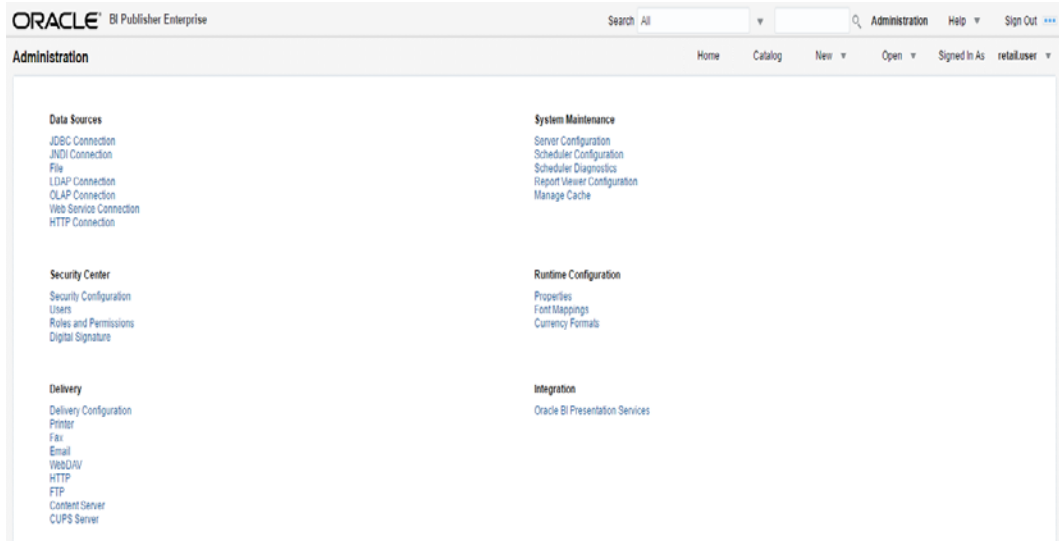 ORACLE BI Publisher Enterprise Search All Administration Help Sign Out
Administration Home Catalog New Open Signed In As retail.user
Data Sources
JDBC Connection
JNDI Connection
File
LDAP Connection
OLAP Connection
Web Service Connection
HTTP Connection
System Maintenance
Server Configuration
Scheduler Configuration
Scheduler Diagnostics
Report Viewer Configuration
Manage Cache
Security Center
Security Configuration
Users
Roles and Permissions
Digital Signature
Runtime Configuration
Properties
Font Mappings
Currency Formats
Delivery
Delivery Configuration
Printer
Fax
Email
WebDAV
HTTP
FTP
Content Server
CUPS Server
Integration
Oracle BI Presentation Services